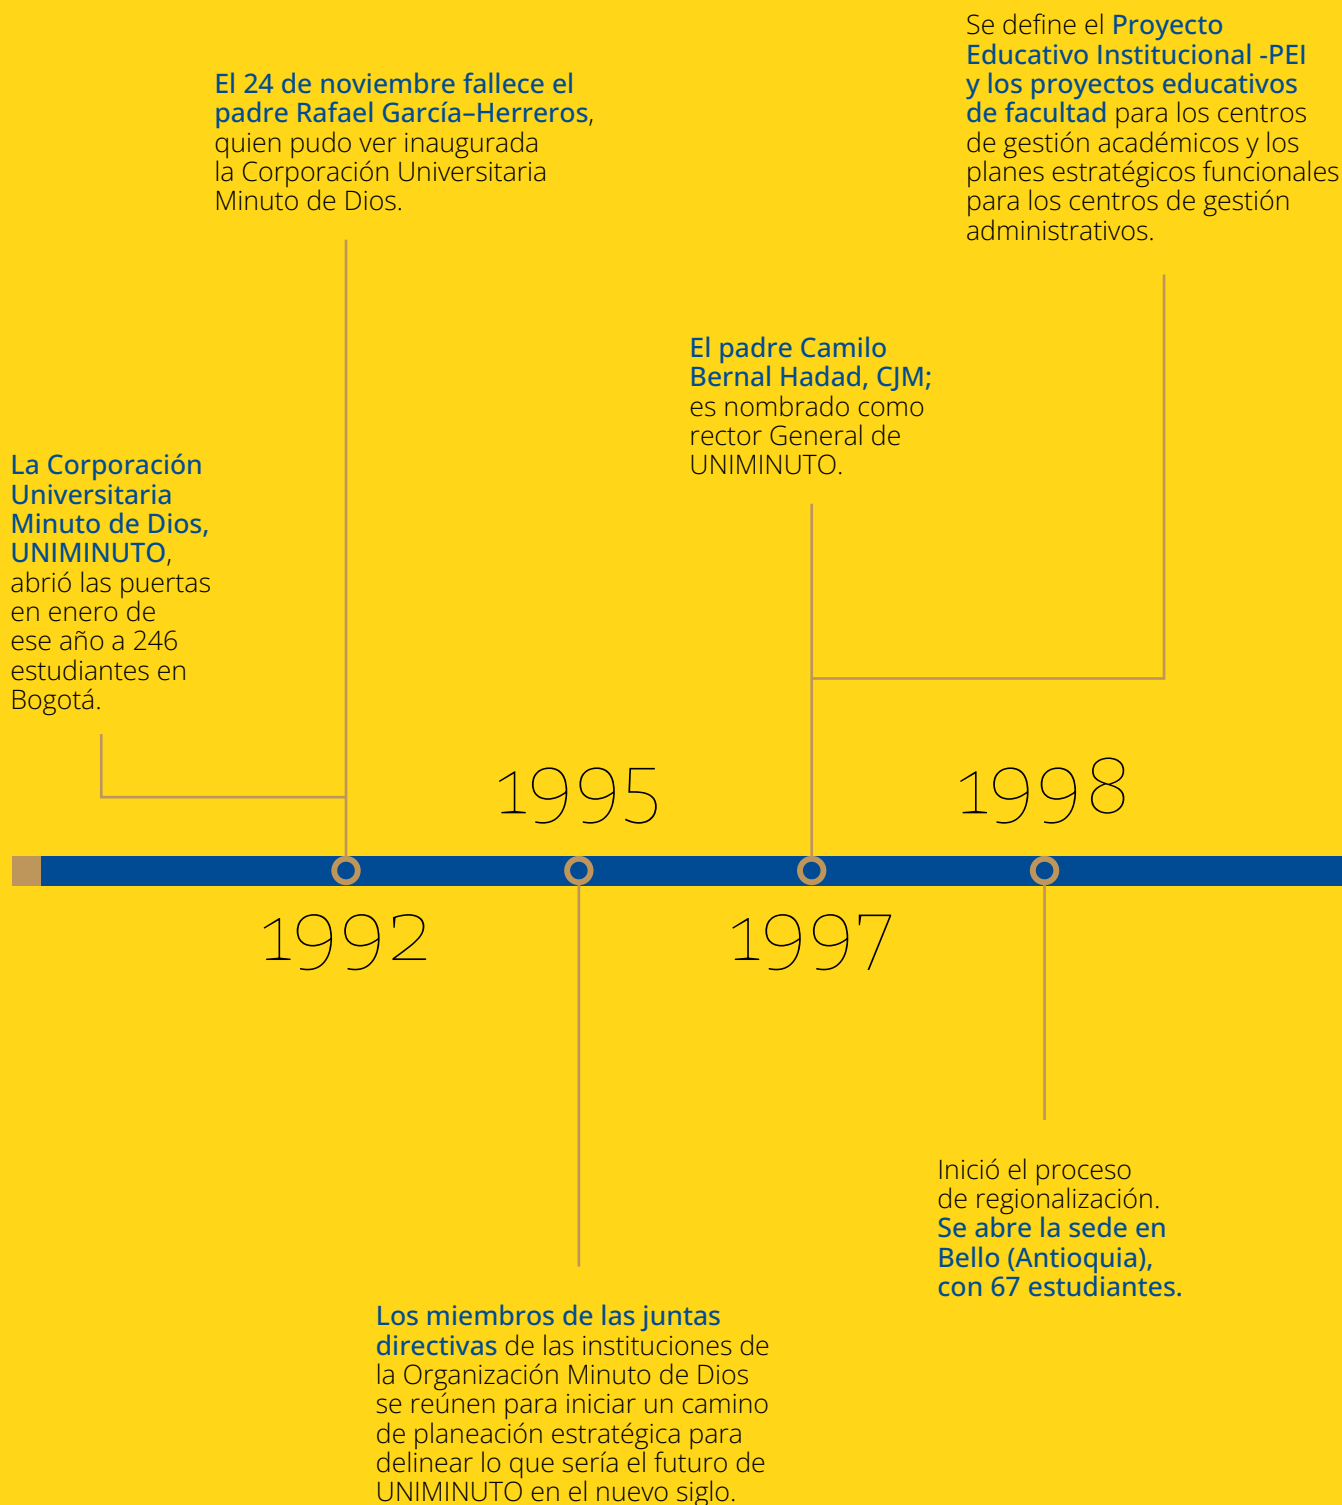 La Corporación
Universitaria
Minuto de Dios,
UNIMINUTO,
abrió las puertas
en enero de
ese año a 246
estudiantes en
Bogotá.
El 24 de noviembre fallece el
padre Rafael García–Herreros,
quien pudo ver inaugurada
la Corporación Universitaria
Minuto de Dios.
1992
1995
Los miembros de las juntas
directivas de las instituciones de
la Organización Minuto de Dios
se reúnen para iniciar un camino
de planeación estratégica para
delinear lo que sería el futuro de
UNIMINUTO en el nuevo siglo.
El padre Camilo
Bernal Hadad, CJM;
es nombrado como
rector General de
UNIMINUTO.
Se define el Proyecto
Educativo Institucional -PEI
y los proyectos educativos
de facultad para los centros
de gestión académicos y los
planes estratégicos funcionales
para los centros de gestión
administrativos.
1997
1998
Inició el proceso
de regionalización.
Se abre la sede en
Bello (Antioquia),
con 67 estudiantes.